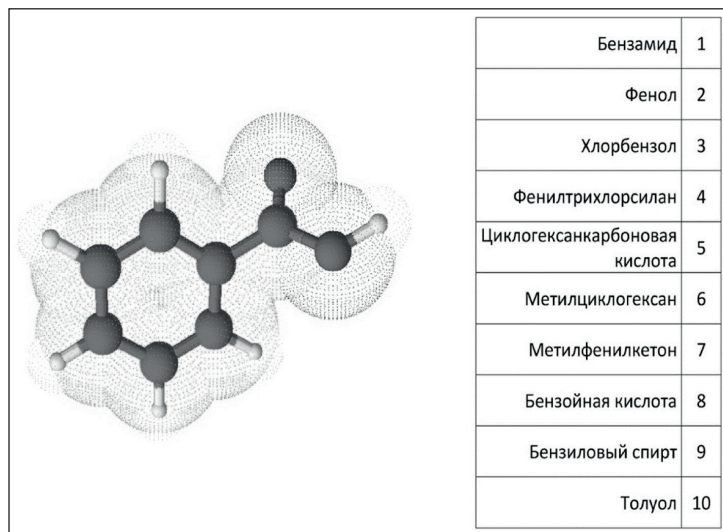 Бензамид 1
Фенол 2
Хлорбензол 3
Фенилтрихлорсилан 4
Циклогексанкарбоновая
кислота 5
Метилциклогексан 6
Метилфенилкетон 7
Бензойная кислота 8
Бензиловый спирт 9
Толуол 10